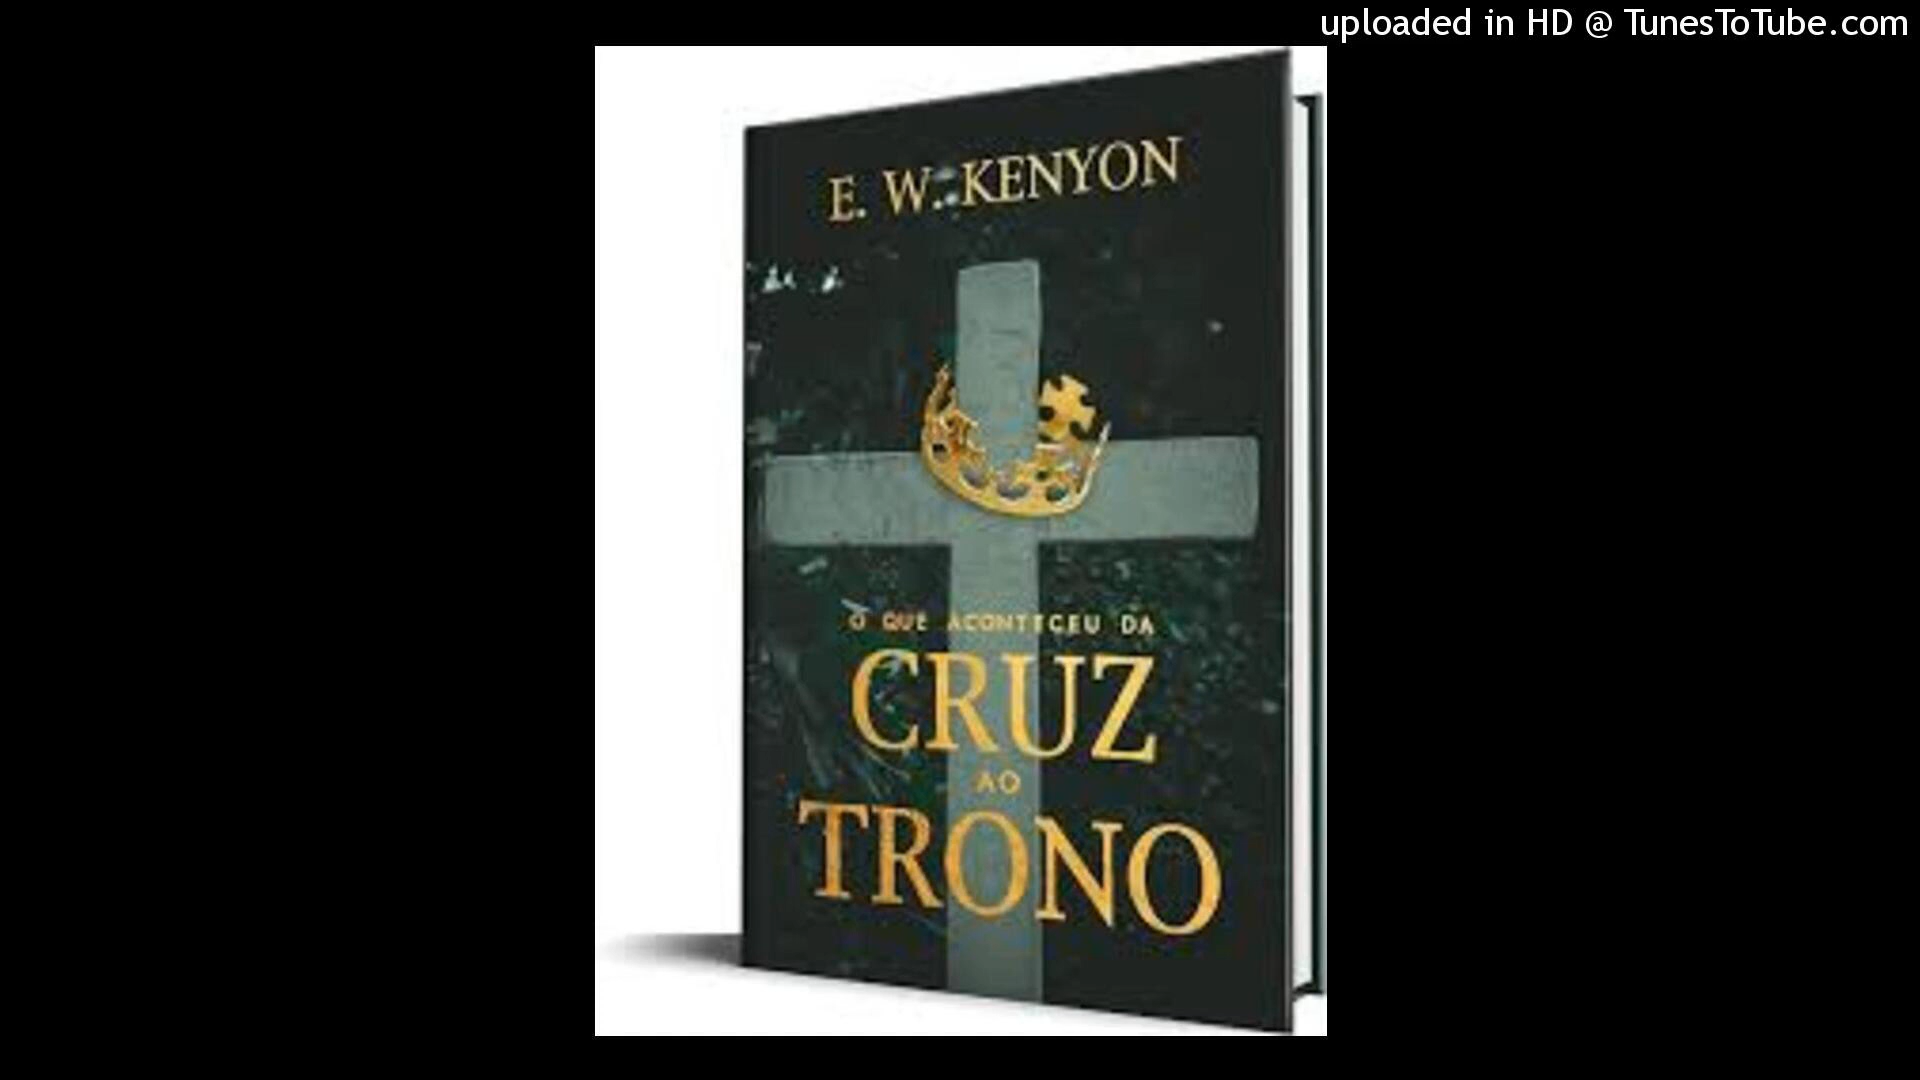 uploaded in HD @ TunesToTube.com
E. W. KENYON
O QUE ACONTECEU DA
CRUZ
AO
TRONO